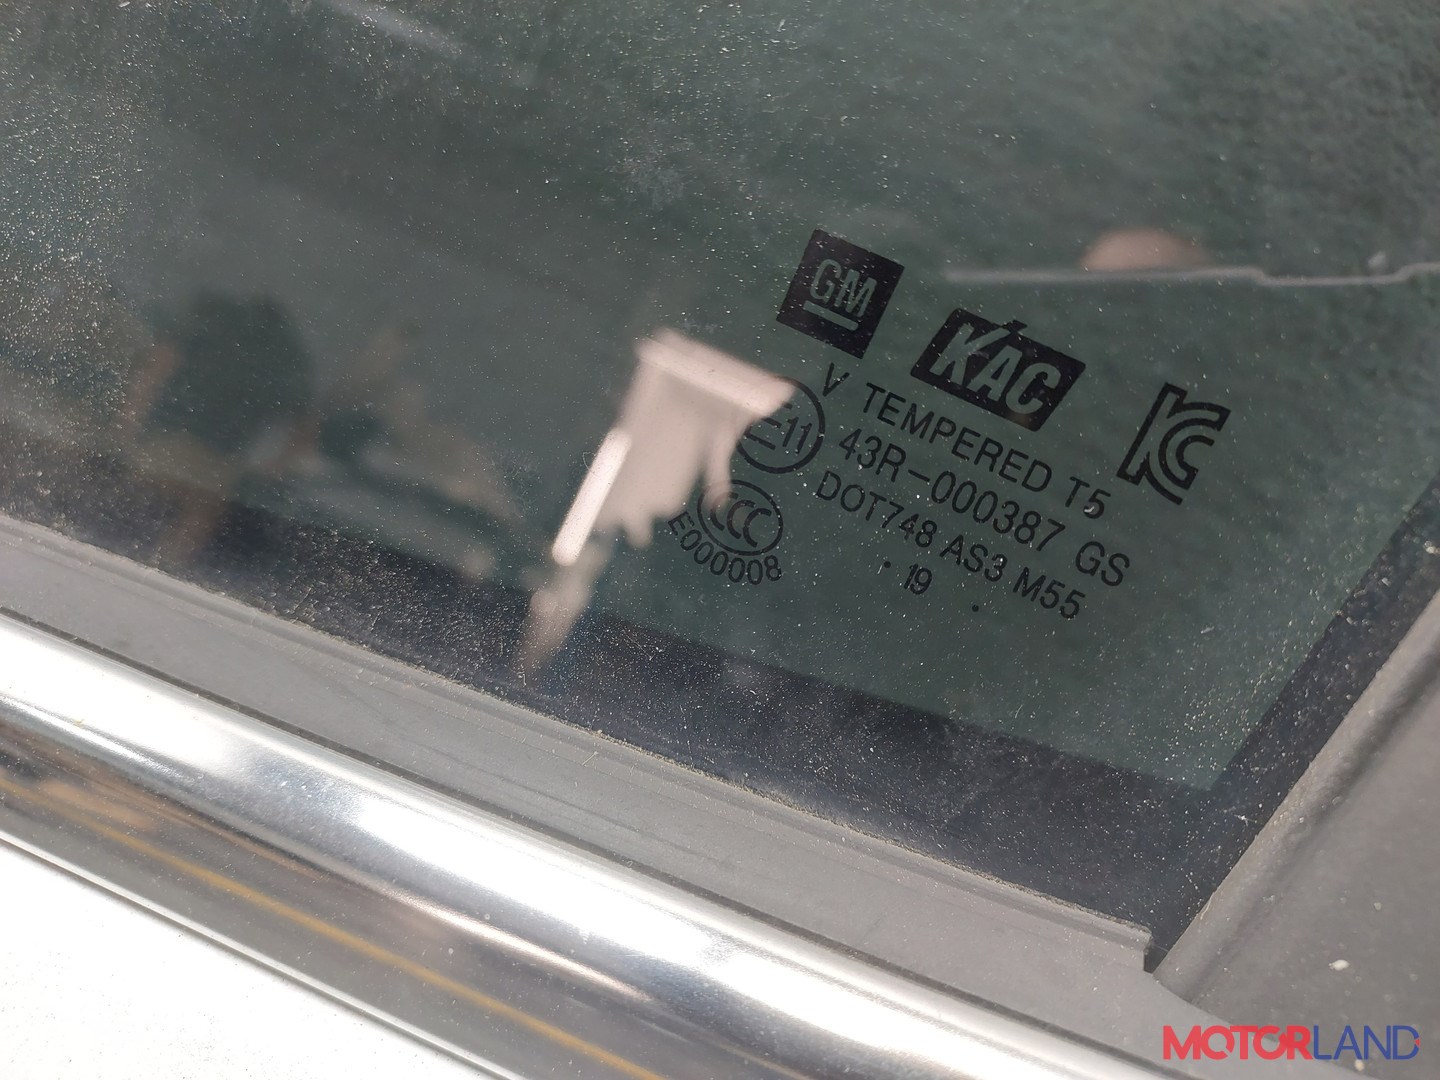 GM
KAC
V TEMPERED T5
E11 43R-000387 GS
CCC DOT748 AS3 M55
E000008
. 19 .
MOTORLAND